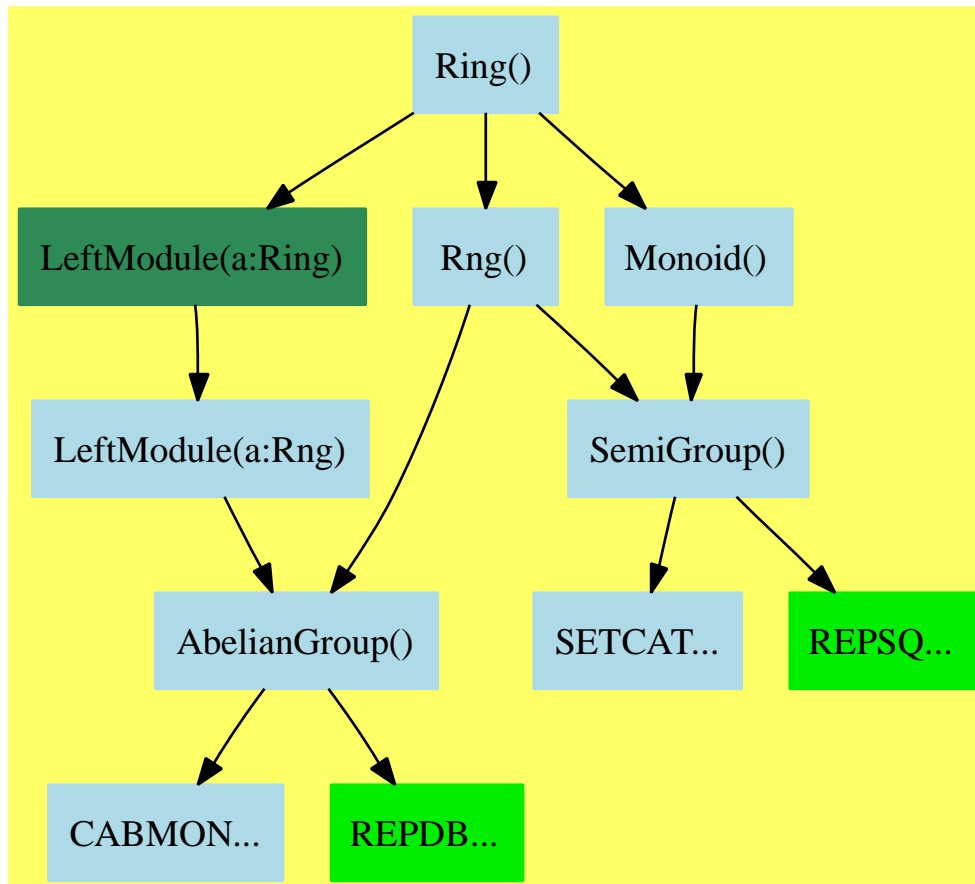 Ring()
LeftModule(a:Ring)
Rng()
Monoid()
LeftModule(a:Rng)
SemiGroup()
AbelianGroup()
SETCAT...
REPSQ...
CABMON...
REPDB...